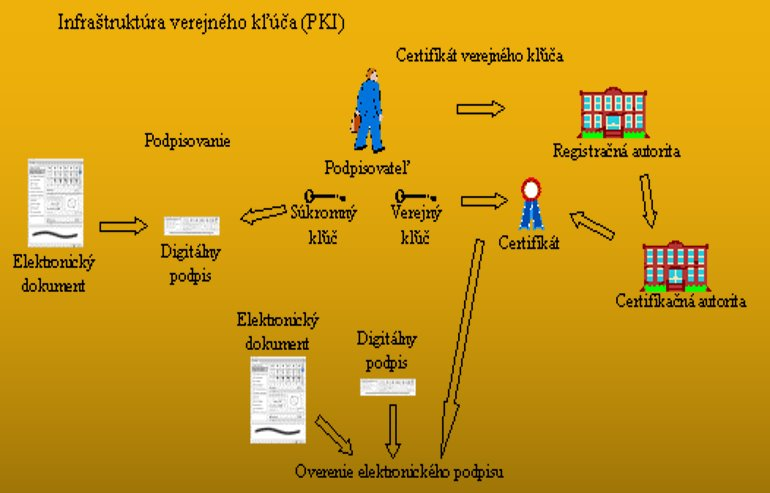 Infraštruktúra verejného kľúča (PKI)
Certifikát verejného kľúča
Podpisovanie
Podpisovateľ
Registračná autorita
Súkromný
kľúč
Verejný
kľúč
Certifikát
Elektronický
dokument
Digitálny
podpis
Certifikačná autorita
Elektronický
dokument
Digitálny
podpis
Overenie elektronického podpisu